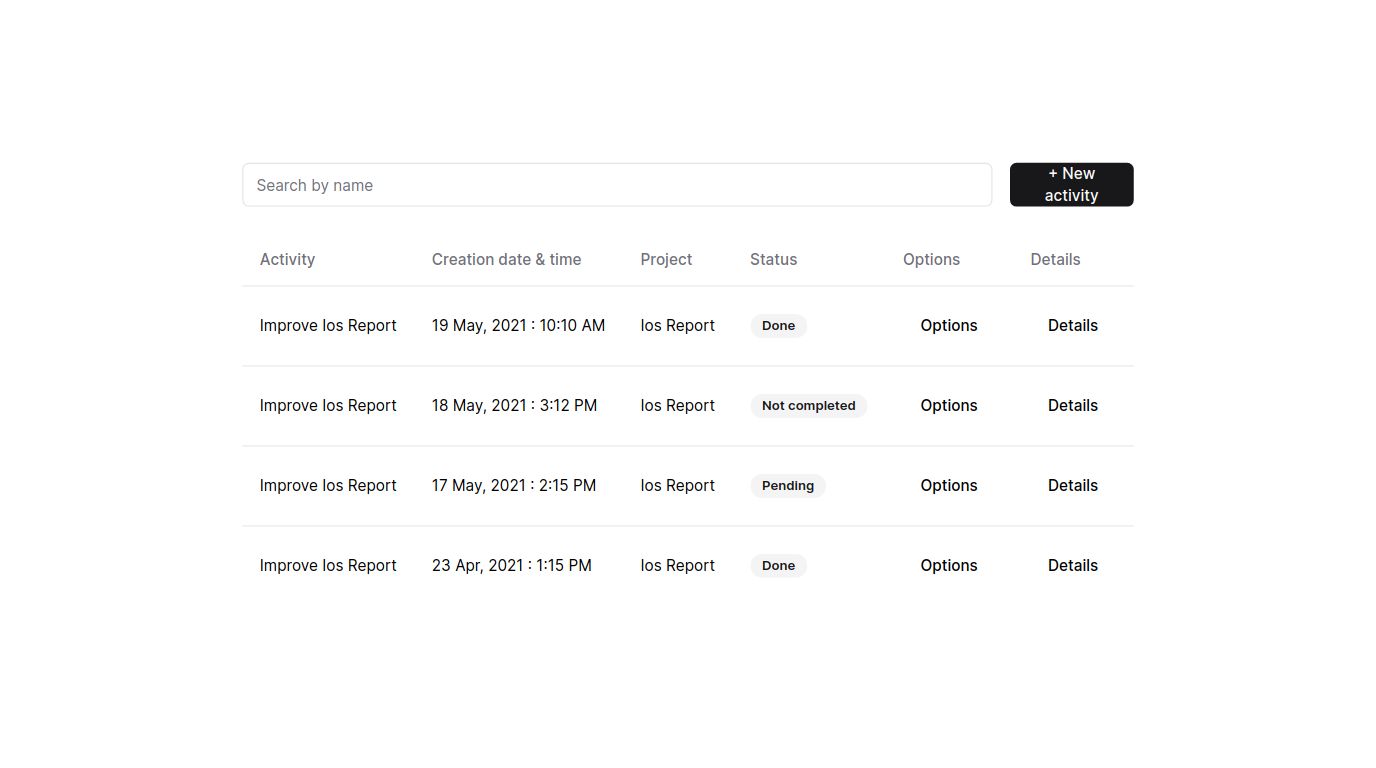 Search by name
+ New
activity
Activity Creation date & time Project Status Options Details
Improve Ios Report 19 May, 2021 : 10:10 AM Ios Report Done Options Details
Improve Ios Report 18 May, 2021 : 3:12 PM Ios Report Not completed Options Details
Improve Ios Report 17 May, 2021 : 2:15 PM Ios Report Pending Options Details
Improve Ios Report 23 Apr, 2021 : 1:15 PM Ios Report Done Options Details